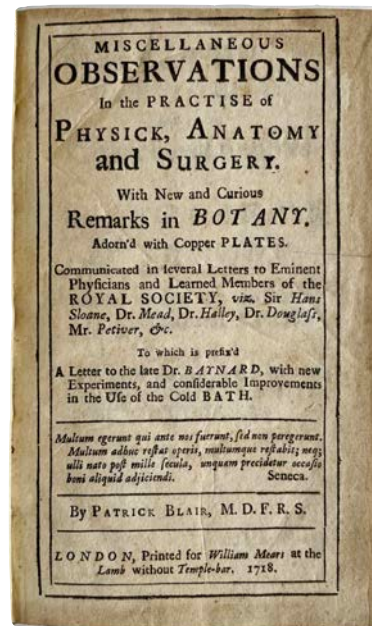 MISCELLANEOUS
OBSERVATIONS
In the PRACTISE of
PHYSICK, ANATOMY
and SURGERY.
With New and Curious
Remarks in BOTANY.
Adorn'd with Copper PLATES.
Communicated in ſeveral Letters to Eminent
Phyſicians and Learned Members of the
ROYAL SOCIETY, viz. Sir Hans
Sloane, Dr. Mead, Dr. Halley, Dr. Douglaſs,
Mr. Petiver, &c.
To which is prefix'd
A Letter to the late Dr. BAYNARD, with new
Experiments, and conſiderable Improvements
in the Uſe of the Cold BATH.
Multum egerunt qui ante nos fuerunt, ſed non peregerunt.
Multum adhuc reſtat operis, multumque reſtabit; neq;
ulli nato poſt mille ſecula, unquam precidetur occaſio
boni aliquid adjiciendi. Seneca.
By PATRICK BLAIR, M. D. F. R. S.
LONDON, Printed for William Mears at the
Lamb without Temple-bar. 1718.